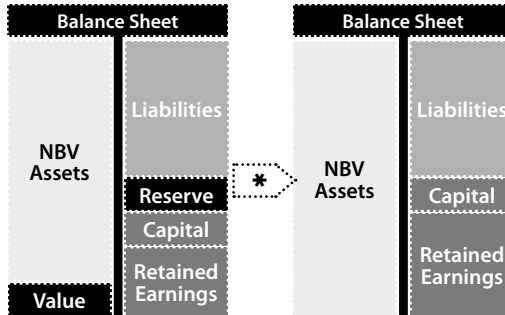 Balance Sheet
NBV
Assets
Value
Liabilities
Reserve
Capital
Retained
Earnings
*
Balance Sheet
NBV
Assets
Liabilities
Capital
Retained
Earnings